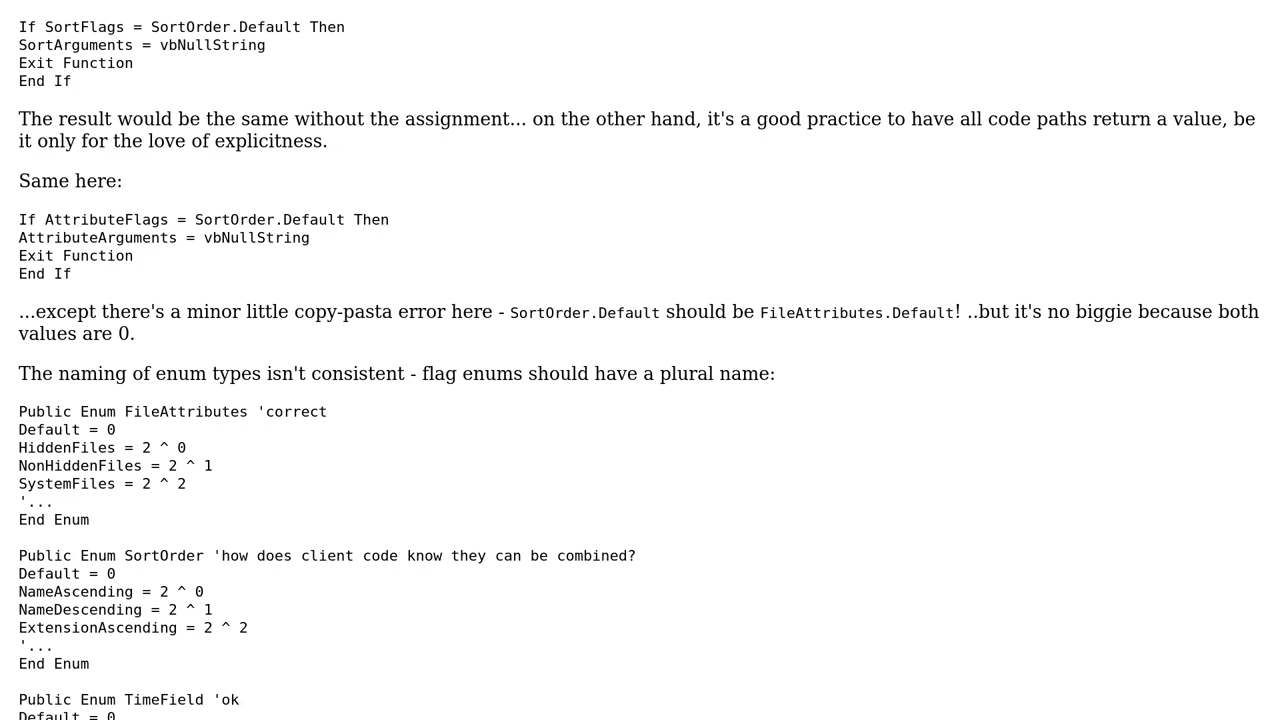 If SortFlags = SortOrder.Default Then
SortArguments = vbNullString
Exit Function
End If
The result would be the same without the assignment... on the other hand, it's a good practice to have all code paths return a value, be
it only for the love of explicitness.
Same here:
If AttributeFlags = SortOrder.Default Then
AttributeArguments = vbNullString
Exit Function
End If
...except there's a minor little copy-pasta error here - SortOrder.Default should be FileAttributes.Default! ..but it's no biggie because both
values are 0.
The naming of enum types isn't consistent - flag enums should have a plural name:
Public Enum FileAttributes 'correct
Default = 0
HiddenFiles = 2 ^ 0
NonHiddenFiles = 2 ^ 1
SystemFiles = 2 ^ 2
'...
End Enum
Public Enum SortOrder 'how does client code know they can be combined?
Default = 0
NameAscending = 2 ^ 0
NameDescending = 2 ^ 1
ExtensionAscending = 2 ^ 2
'...
End Enum
Public Enum TimeField 'ok
Default = 0